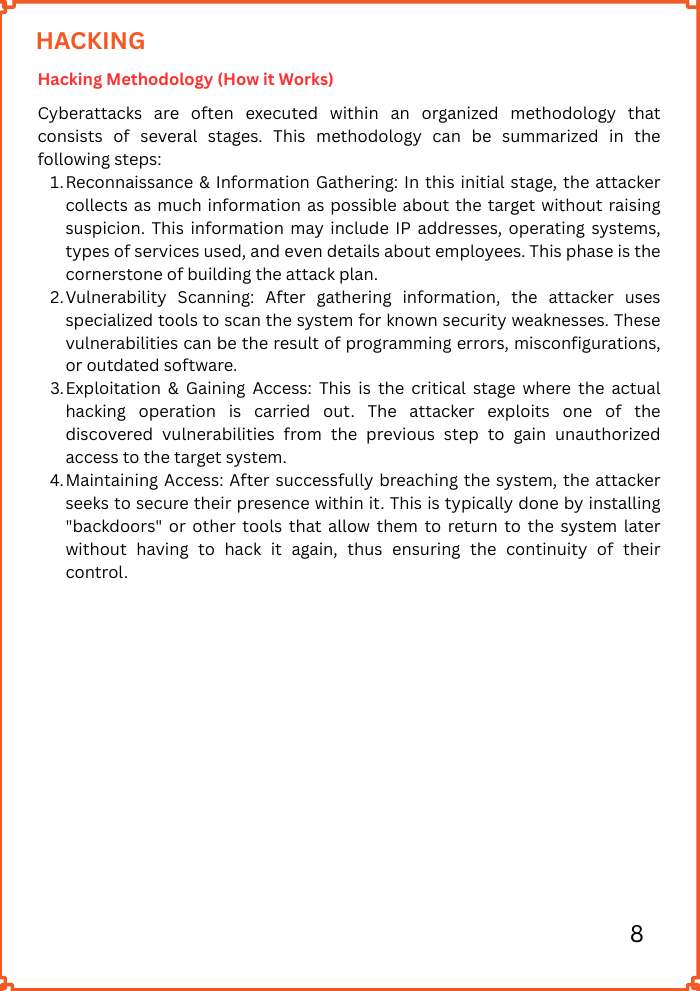 HACKING
Hacking Methodology (How it Works)
Cyberattacks are often executed within an organized methodology that
consists of several stages. This methodology can be summarized in the
following steps:
1. Reconnaissance & Information Gathering: In this initial stage, the attacker
collects as much information as possible about the target without raising
suspicion. This information may include IP addresses, operating systems,
types of services used, and even details about employees. This phase is the
cornerstone of building the attack plan.
2. Vulnerability Scanning: After gathering information, the attacker uses
specialized tools to scan the system for known security weaknesses. These
vulnerabilities can be the result of programming errors, misconfigurations,
or outdated software.
3. Exploitation & Gaining Access: This is the critical stage where the actual
hacking operation is carried out. The attacker exploits one of the
discovered vulnerabilities from the previous step to gain unauthorized
access to the target system.
4. Maintaining Access: After successfully breaching the system, the attacker
seeks to secure their presence within it. This is typically done by installing
"backdoors" or other tools that allow them to return to the system later
without having to hack it again, thus ensuring the continuity of their
control.
8